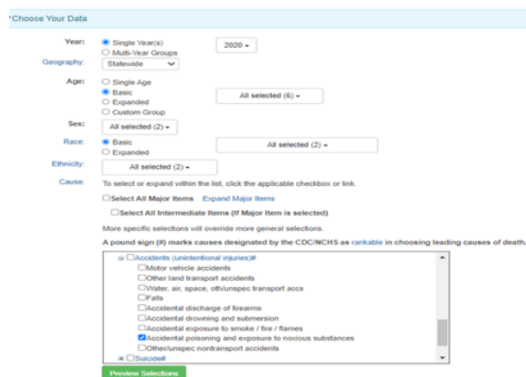 *Choose Your Data
Year: Single Year(s) 2020
Multi-Year Groups
Geography: Statewide
Age: Single Age
Basic All selected (6)
Expanded
Custom Group
Sex: All selected (2)
Race: Basic All selected (2)
Expanded
Ethnicity: All selected (2)
Cause: To select or expand within the list, click the applicable checkbox or link.
Select All Major Items Expand Major Items
Select All Intermediate Items (If Major Item is selected)
More specific selections will override more general selections.
A pound sign (#) marks causes designated by the CDC/NCHS as rankable in choosing leading causes of death.
Accidents (unintentional injuries)#
Motor vehicle accidents
Other land transport accidents
Water, air, space, oth/unspec transport accs
Falls
Accidental discharge of firearms
Accidental drowning and submersion
Accidental exposure to smoke / fire / flames
Accidental poisoning and exposure to noxious substances
Other/unspec nontransport accidents
Suicide#
Preview Selections